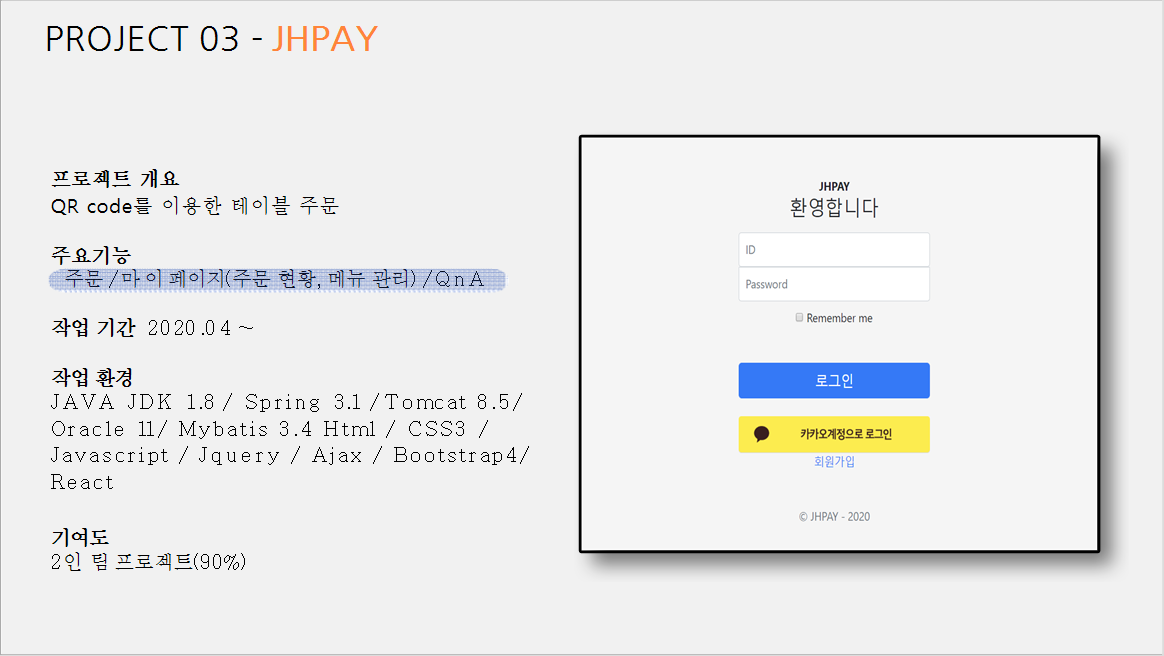 PROJECT 03 - JHPAY
프로젝트 개요
QR code를 이용한 테이블 주문
주요기능
주문/마이 페이지(주문 현황, 메뉴 관리)/QnA
작업 기간 2020.04 ~
작업 환경
JAVA JDK 1.8 / Spring 3.1 /Tomcat 8.5/
Oracle 11/ Mybatis 3.4 Html / CSS3 /
Javascript / Jquery / Ajax / Bootstrap4/
React
기여도
2인 팀 프로젝트(90%)
JHPAY
환영합니다
ID
Password
Remember me
로그인
카카오계정으로 로그인
회원가입
© JHPAY - 2020